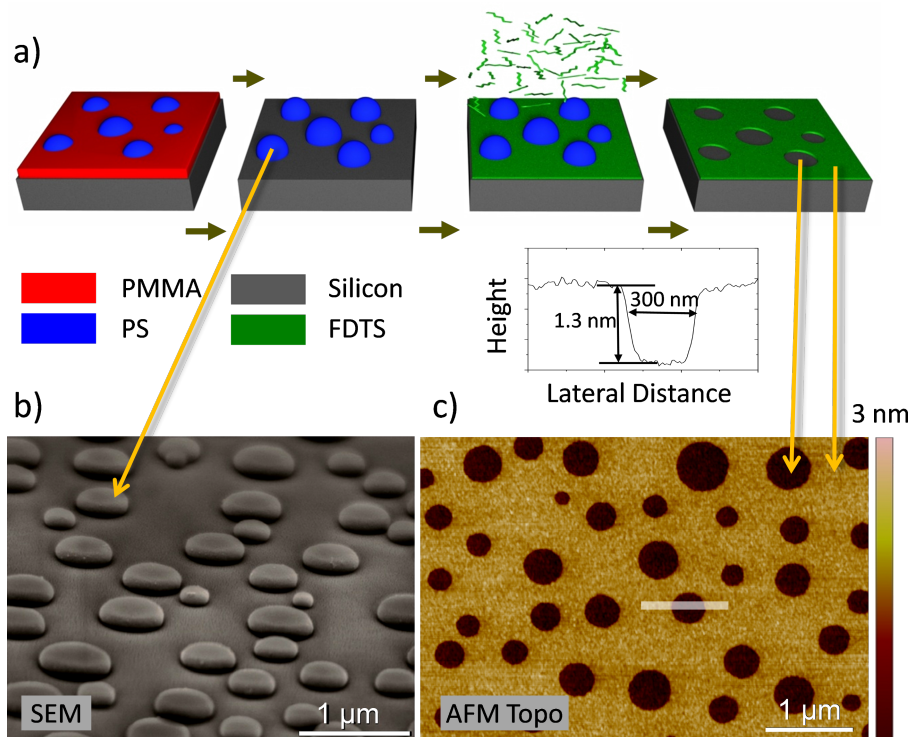 a)
PMMA
Silicon
PS
FDTS
Height
300 nm
1.3 nm
Lateral Distance
b)
c)
3 nm
SEM
1 µm
AFM Topo
1 µm